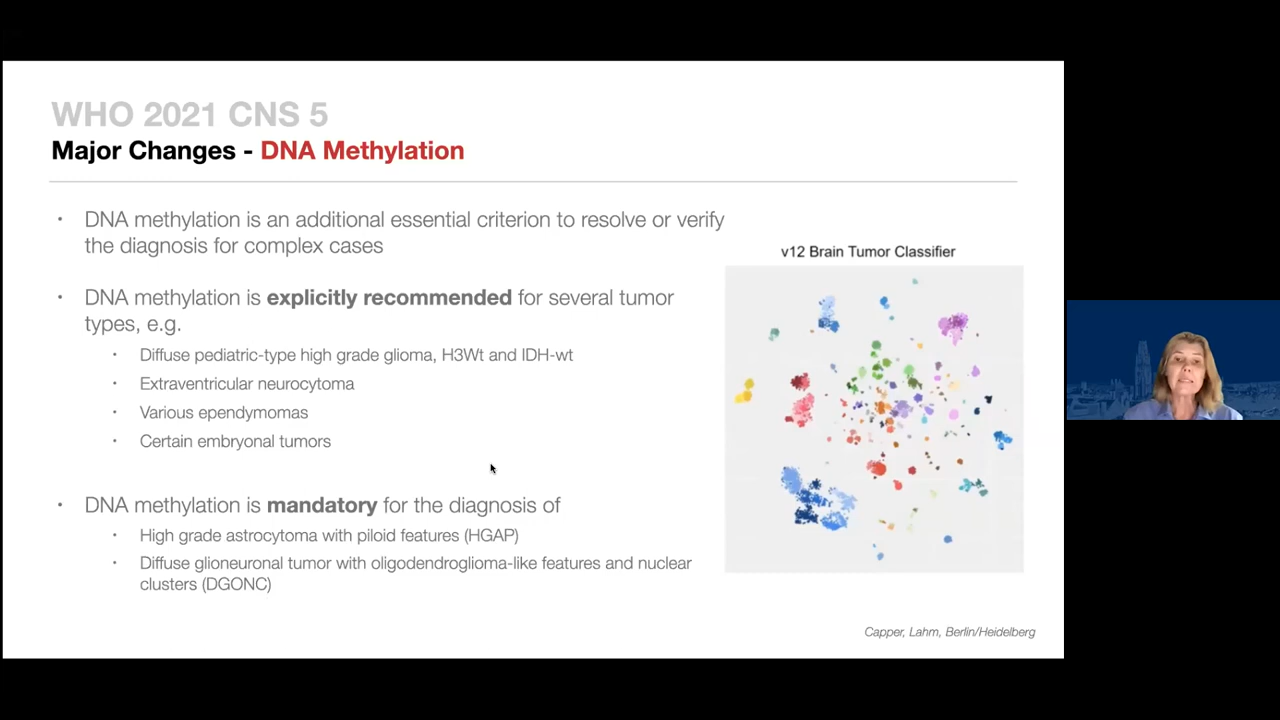 WHO 2021 CNS 5
Major Changes - DNA Methylation
• DNA methylation is an additional essential criterion to resolve or verify
the diagnosis for complex cases
• DNA methylation is explicitly recommended for several tumor
types, e.g.
• Diffuse pediatric-type high grade glioma, H3Wt and IDH-wt
• Extraventricular neurocytoma
• Various ependymomas
• Certain embryonal tumors
• DNA methylation is mandatory for the diagnosis of
• High grade astrocytoma with piloid features (HGAP)
• Diffuse glioneuronal tumor with oligodendroglioma-like features and nuclear
clusters (DGONC)
v12 Brain Tumor Classifier
Capper, Lahm, Berlin/Heidelberg